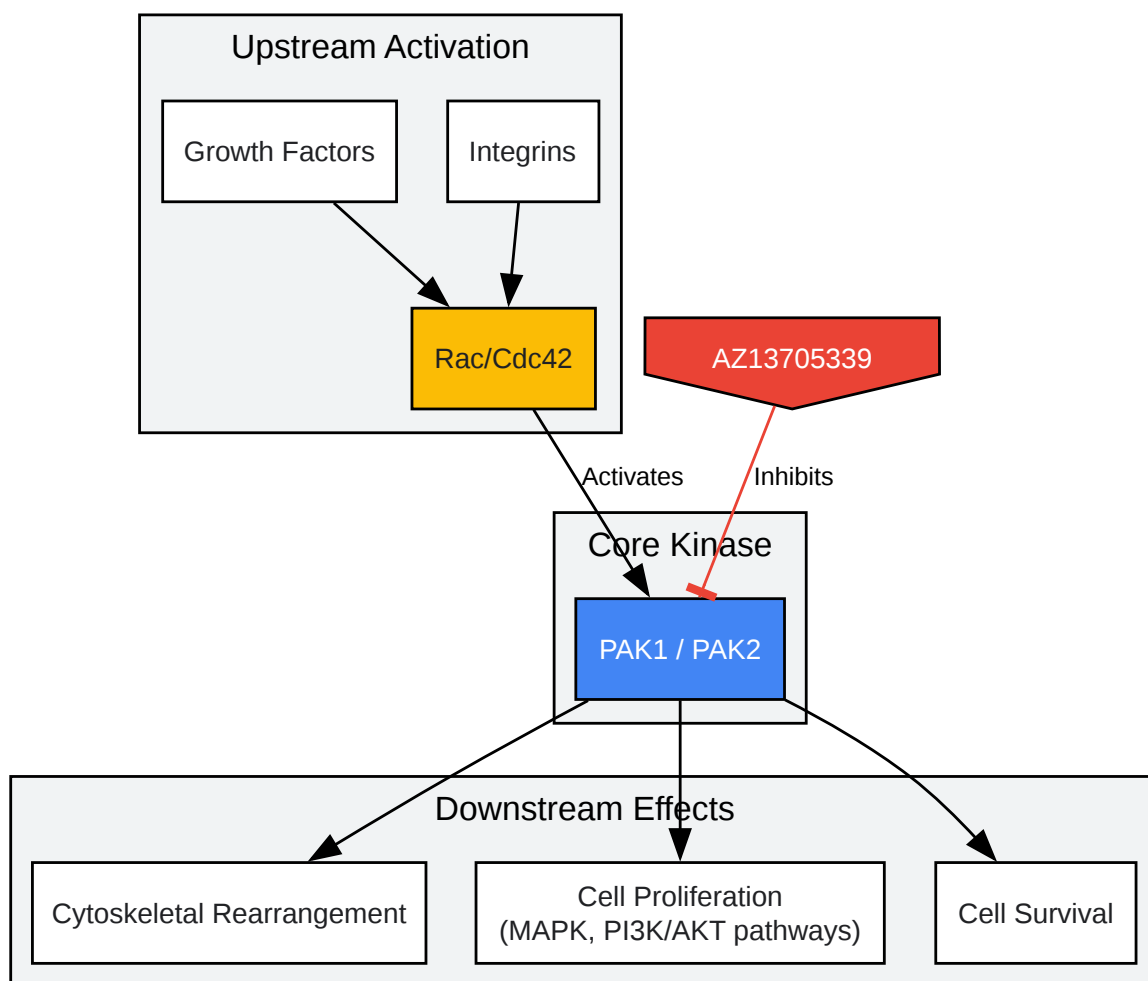 Upstream Activation
Growth Factors
Integrins
Rac/Cdc42
AZ13705339
Activates
Inhibits
Core Kinase
PAK1 / PAK2
Downstream Effects
Cytoskeletal Rearrangement
Cell Proliferation
(MAPK, PI3K/AKT pathways)
Cell Survival